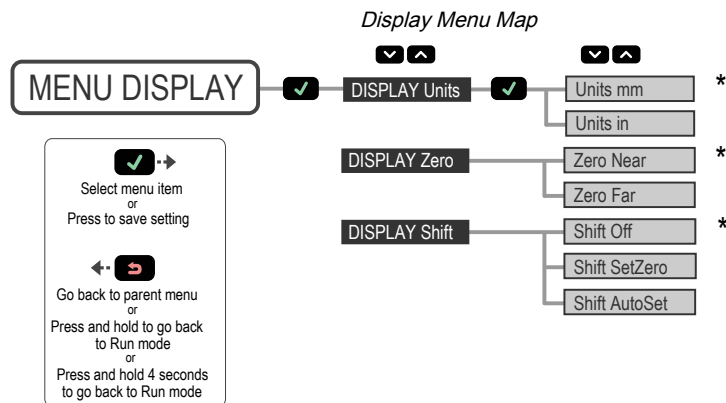 Display Menu Map
MENU DISPLAY
DISPLAY Units
Units mm *
Units in
DISPLAY Zero
Zero Near *
Zero Far
DISPLAY Shift
Shift Off *
Shift SetZero
Shift AutoSet
Select menu item
or
Press to save setting
Go back to parent menu
or
Press and hold to go back
to Run mode
or
Press and hold 4 seconds
to go back to Run mode